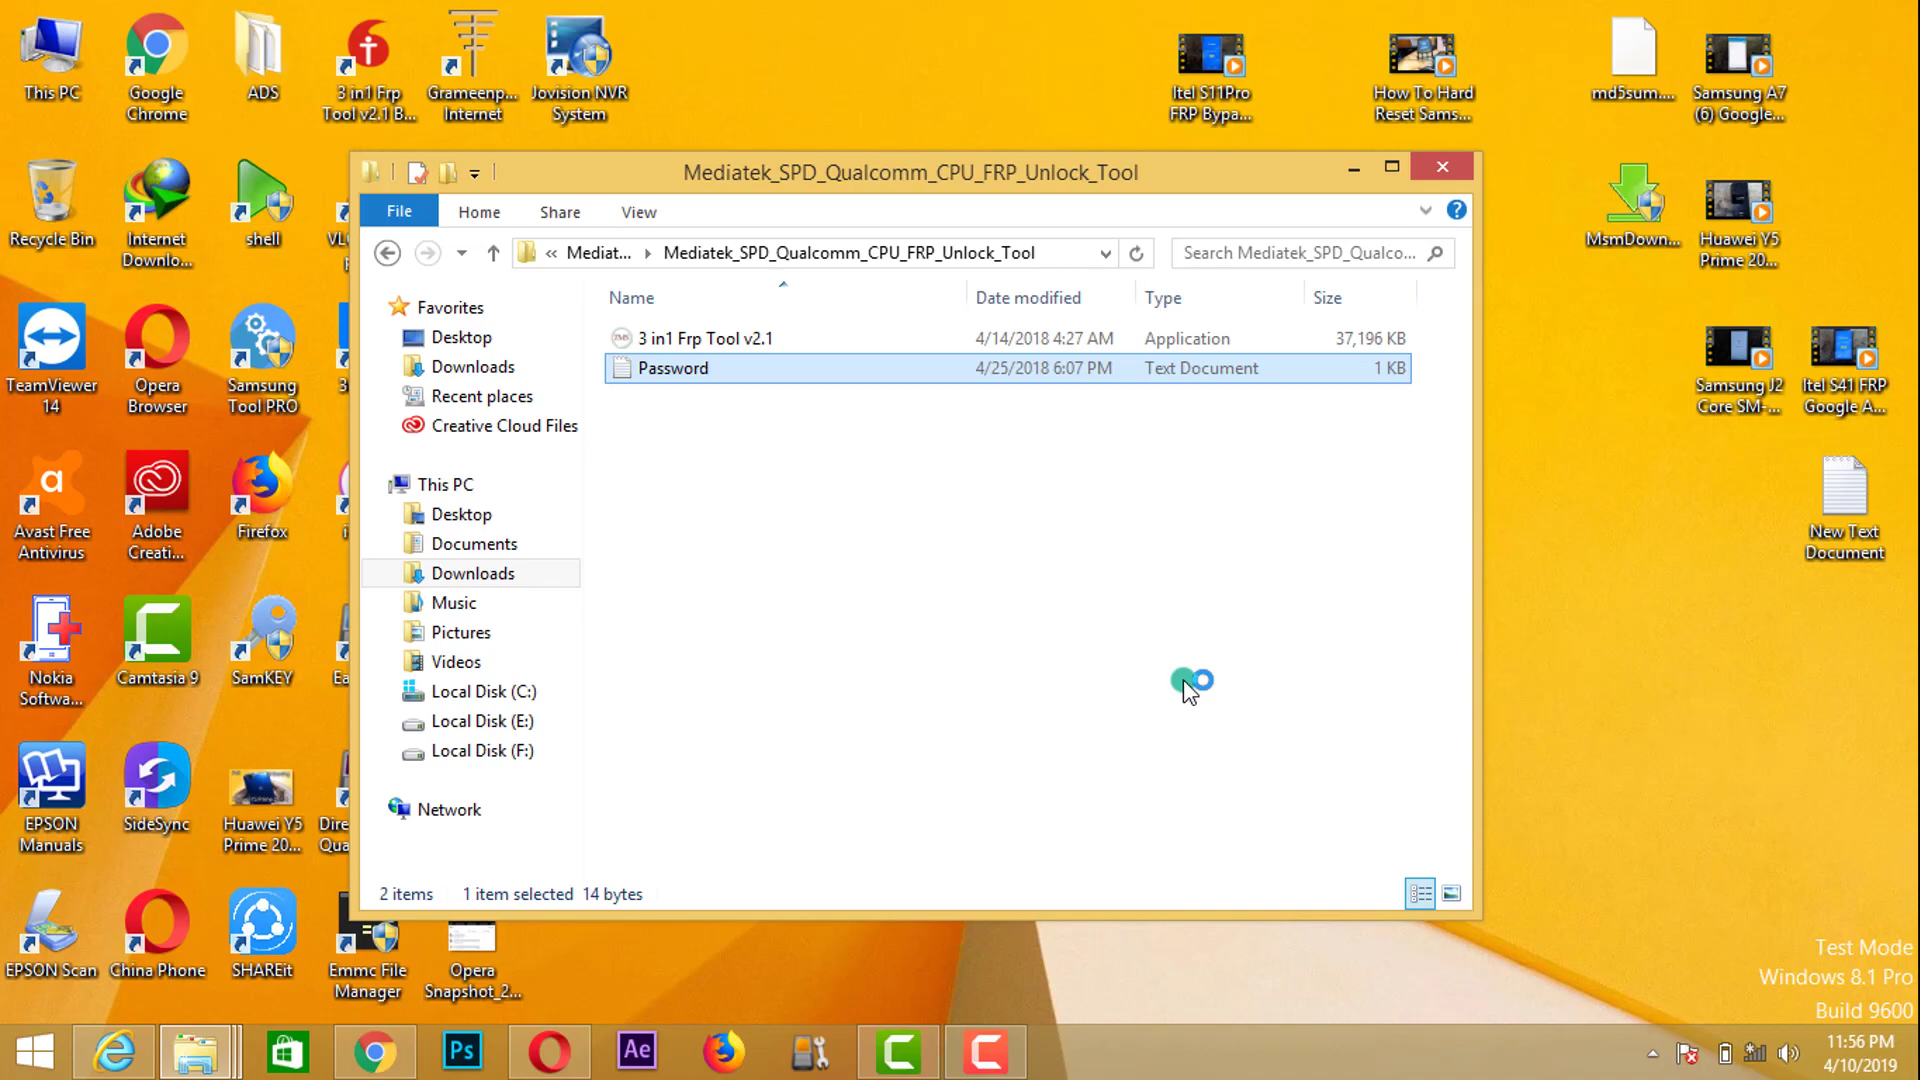 This PC
Google
Chrome
ADS
3 in1 Frp
Tool v2.1 B...
Grameenp...
Internet
Jovision NVR
System
Itel S11Pro
FRP Bypa...
How To Hard
Reset Sams...
md5sum....
Samsung A7
(6) Google...
Mediatek_SPD_Qualcomm_CPU_FRP_Unlock_Tool
File
Home
Share
View
Mediat...
Mediatek_SPD_Qualcomm_CPU_FRP_Unlock_Tool
Search Mediatek_SPD_Qualco...
Name
Date modified
Type
Size
3 in1 Frp Tool v2.1
4/14/2018 4:27 AM
Application
37,196 KB
Password
4/25/2018 6:07 PM
Text Document
1 KB
Favorites
Desktop
Downloads
Recent places
Creative Cloud Files
This PC
Desktop
Documents
Downloads
Music
Pictures
Videos
Local Disk (C:)
Local Disk (E:)
Local Disk (F:)
Network
2 items
1 item selected 14 bytes
Recycle Bin
Internet
Downlo...
shell
MsmDown...
Huawei Y5
Prime 20...
TeamViewer
14
Opera
Browser
Samsung
Tool PRO
Samsung J2
Core SM-...
Itel S41 FRP
Google A...
Avast Free
Antivirus
Adobe
Creati...
Firefox
New Text
Document
Nokia
Softwa...
Camtasia 9
SamKEY
EPSON
Manuals
SideSync
Huawei Y5
Prime 20...
EPSON Scan
China Phone
SHAREit
Emmc File
Manager
Opera
Snapshot_2...
Test Mode
Windows 8.1 Pro
Build 9600
Ps
Ae
11:56 PM
4/10/2019